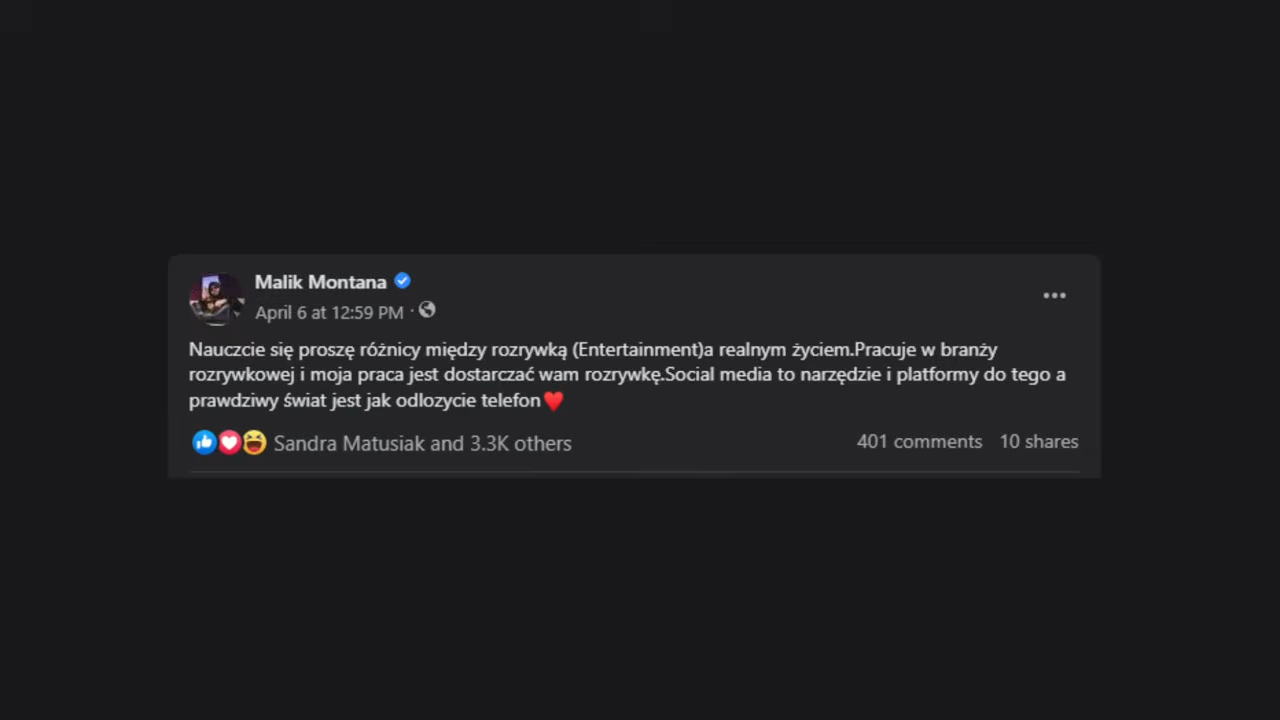 Malik Montana
April 6 at 12:59 PM ·
Nauczcie się proszę różnicy między rozrywką (Entertainment)a realnym życiem.Pracuje w branży
rozrywkowej i moja praca jest dostarczać wam rozrywkę.Social media to narzędzie i platformy do tego a
prawdziwy świat jest jak odlozycie telefon❤️
Sandra Matusiak and 3.3K others
401 comments 10 shares